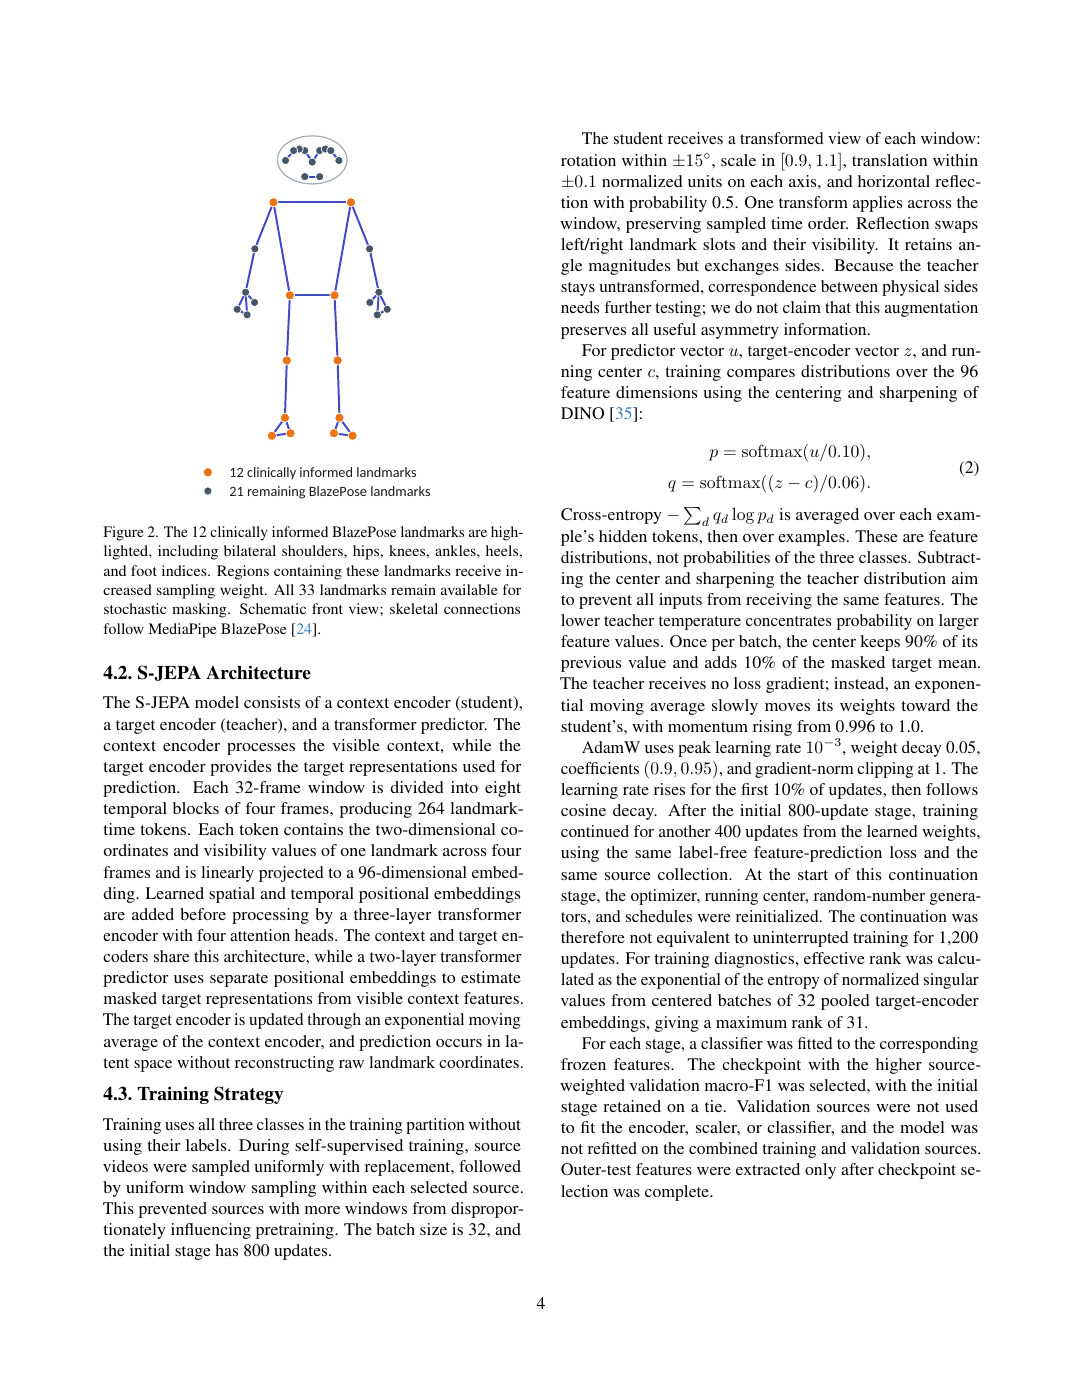 12 clinically informed landmarks
21 remaining BlazePose landmarks
Figure 2. The 12 clinically informed BlazePose landmarks are high-
lighted, including bilateral shoulders, hips, knees, ankles, heels,
and foot indices. Regions containing these landmarks receive in-
creased sampling weight. All 33 landmarks remain available for
stochastic masking. Schematic front view; skeletal connections
follow MediaPipe BlazePose [24].
4.2. S-JEPA Architecture
The S-JEPA model consists of a context encoder (student),
a target encoder (teacher), and a transformer predictor. The
context encoder processes the visible context, while the
target encoder provides the target representations used for
prediction. Each 32-frame window is divided into eight
temporal blocks of four frames, producing 264 landmark-
time tokens. Each token contains the two-dimensional co-
ordinates and visibility values of one landmark across four
frames and is linearly projected to a 96-dimensional embed-
ding. Learned spatial and temporal positional embeddings
are added before processing by a three-layer transformer
encoder with four attention heads. The context and target en-
coders share this architecture, while a two-layer transformer
predictor uses separate positional embeddings to estimate
masked target representations from visible context features.
The target encoder is updated through an exponential moving
average of the context encoder, and prediction occurs in la-
tent space without reconstructing raw landmark coordinates.
4.3. Training Strategy
Training uses all three classes in the training partition without
using their labels. During self-supervised training, source
videos were sampled uniformly with replacement, followed
by uniform window sampling within each selected source.
This prevented sources with more windows from dispropor-
tionately influencing pretraining. The batch size is 32, and
the initial stage has 800 updates.
The student receives a transformed view of each window:
rotation within ±15°, scale in [0.9, 1.1], translation within
±0.1 normalized units on each axis, and horizontal reflec-
tion with probability 0.5. One transform applies across the
window, preserving sampled time order. Reflection swaps
left/right landmark slots and their visibility. It retains an-
gle magnitudes but exchanges sides. Because the teacher
stays untransformed, correspondence between physical sides
needs further testing; we do not claim that this augmentation
preserves all useful asymmetry information.
For predictor vector u, target-encoder vector z, and run-
ning center c, training compares distributions over the 96
feature dimensions using the centering and sharpening of
DINO [35]:
p = softmax(u/0.10),
q = softmax((z − c)/0.06).
(2)
Cross-entropy − ∑_d q_d log p_d is averaged over each exam-
ple's hidden tokens, then over examples. These are feature
distributions, not probabilities of the three classes. Subtract-
ing the center and sharpening the teacher distribution aim
to prevent all inputs from receiving the same features. The
lower teacher temperature concentrates probability on larger
feature values. Once per batch, the center keeps 90% of its
previous value and adds 10% of the masked target mean.
The teacher receives no loss gradient; instead, an exponen-
tial moving average slowly moves its weights toward the
student's, with momentum rising from 0.996 to 1.0.
AdamW uses peak learning rate 10⁻³, weight decay 0.05,
coefficients (0.9, 0.95), and gradient-norm clipping at 1. The
learning rate rises for the first 10% of updates, then follows
cosine decay. After the initial 800-update stage, training
continued for another 400 updates from the learned weights,
using the same label-free feature-prediction loss and the
same source collection. At the start of this continuation
stage, the optimizer, running center, random-number genera-
tors, and schedules were reinitialized. The continuation was
therefore not equivalent to uninterrupted training for 1,200
updates. For training diagnostics, effective rank was calcu-
lated as the exponential of the entropy of normalized singular
values from centered batches of 32 pooled target-encoder
embeddings, giving a maximum rank of 31.
For each stage, a classifier was fitted to the corresponding
frozen features. The checkpoint with the higher source-
weighted validation macro-F1 was selected, with the initial
stage retained on a tie. Validation sources were not used
to fit the encoder, scaler, or classifier, and the model was
not refitted on the combined training and validation sources.
Outer-test features were extracted only after checkpoint se-
lection was complete.
4